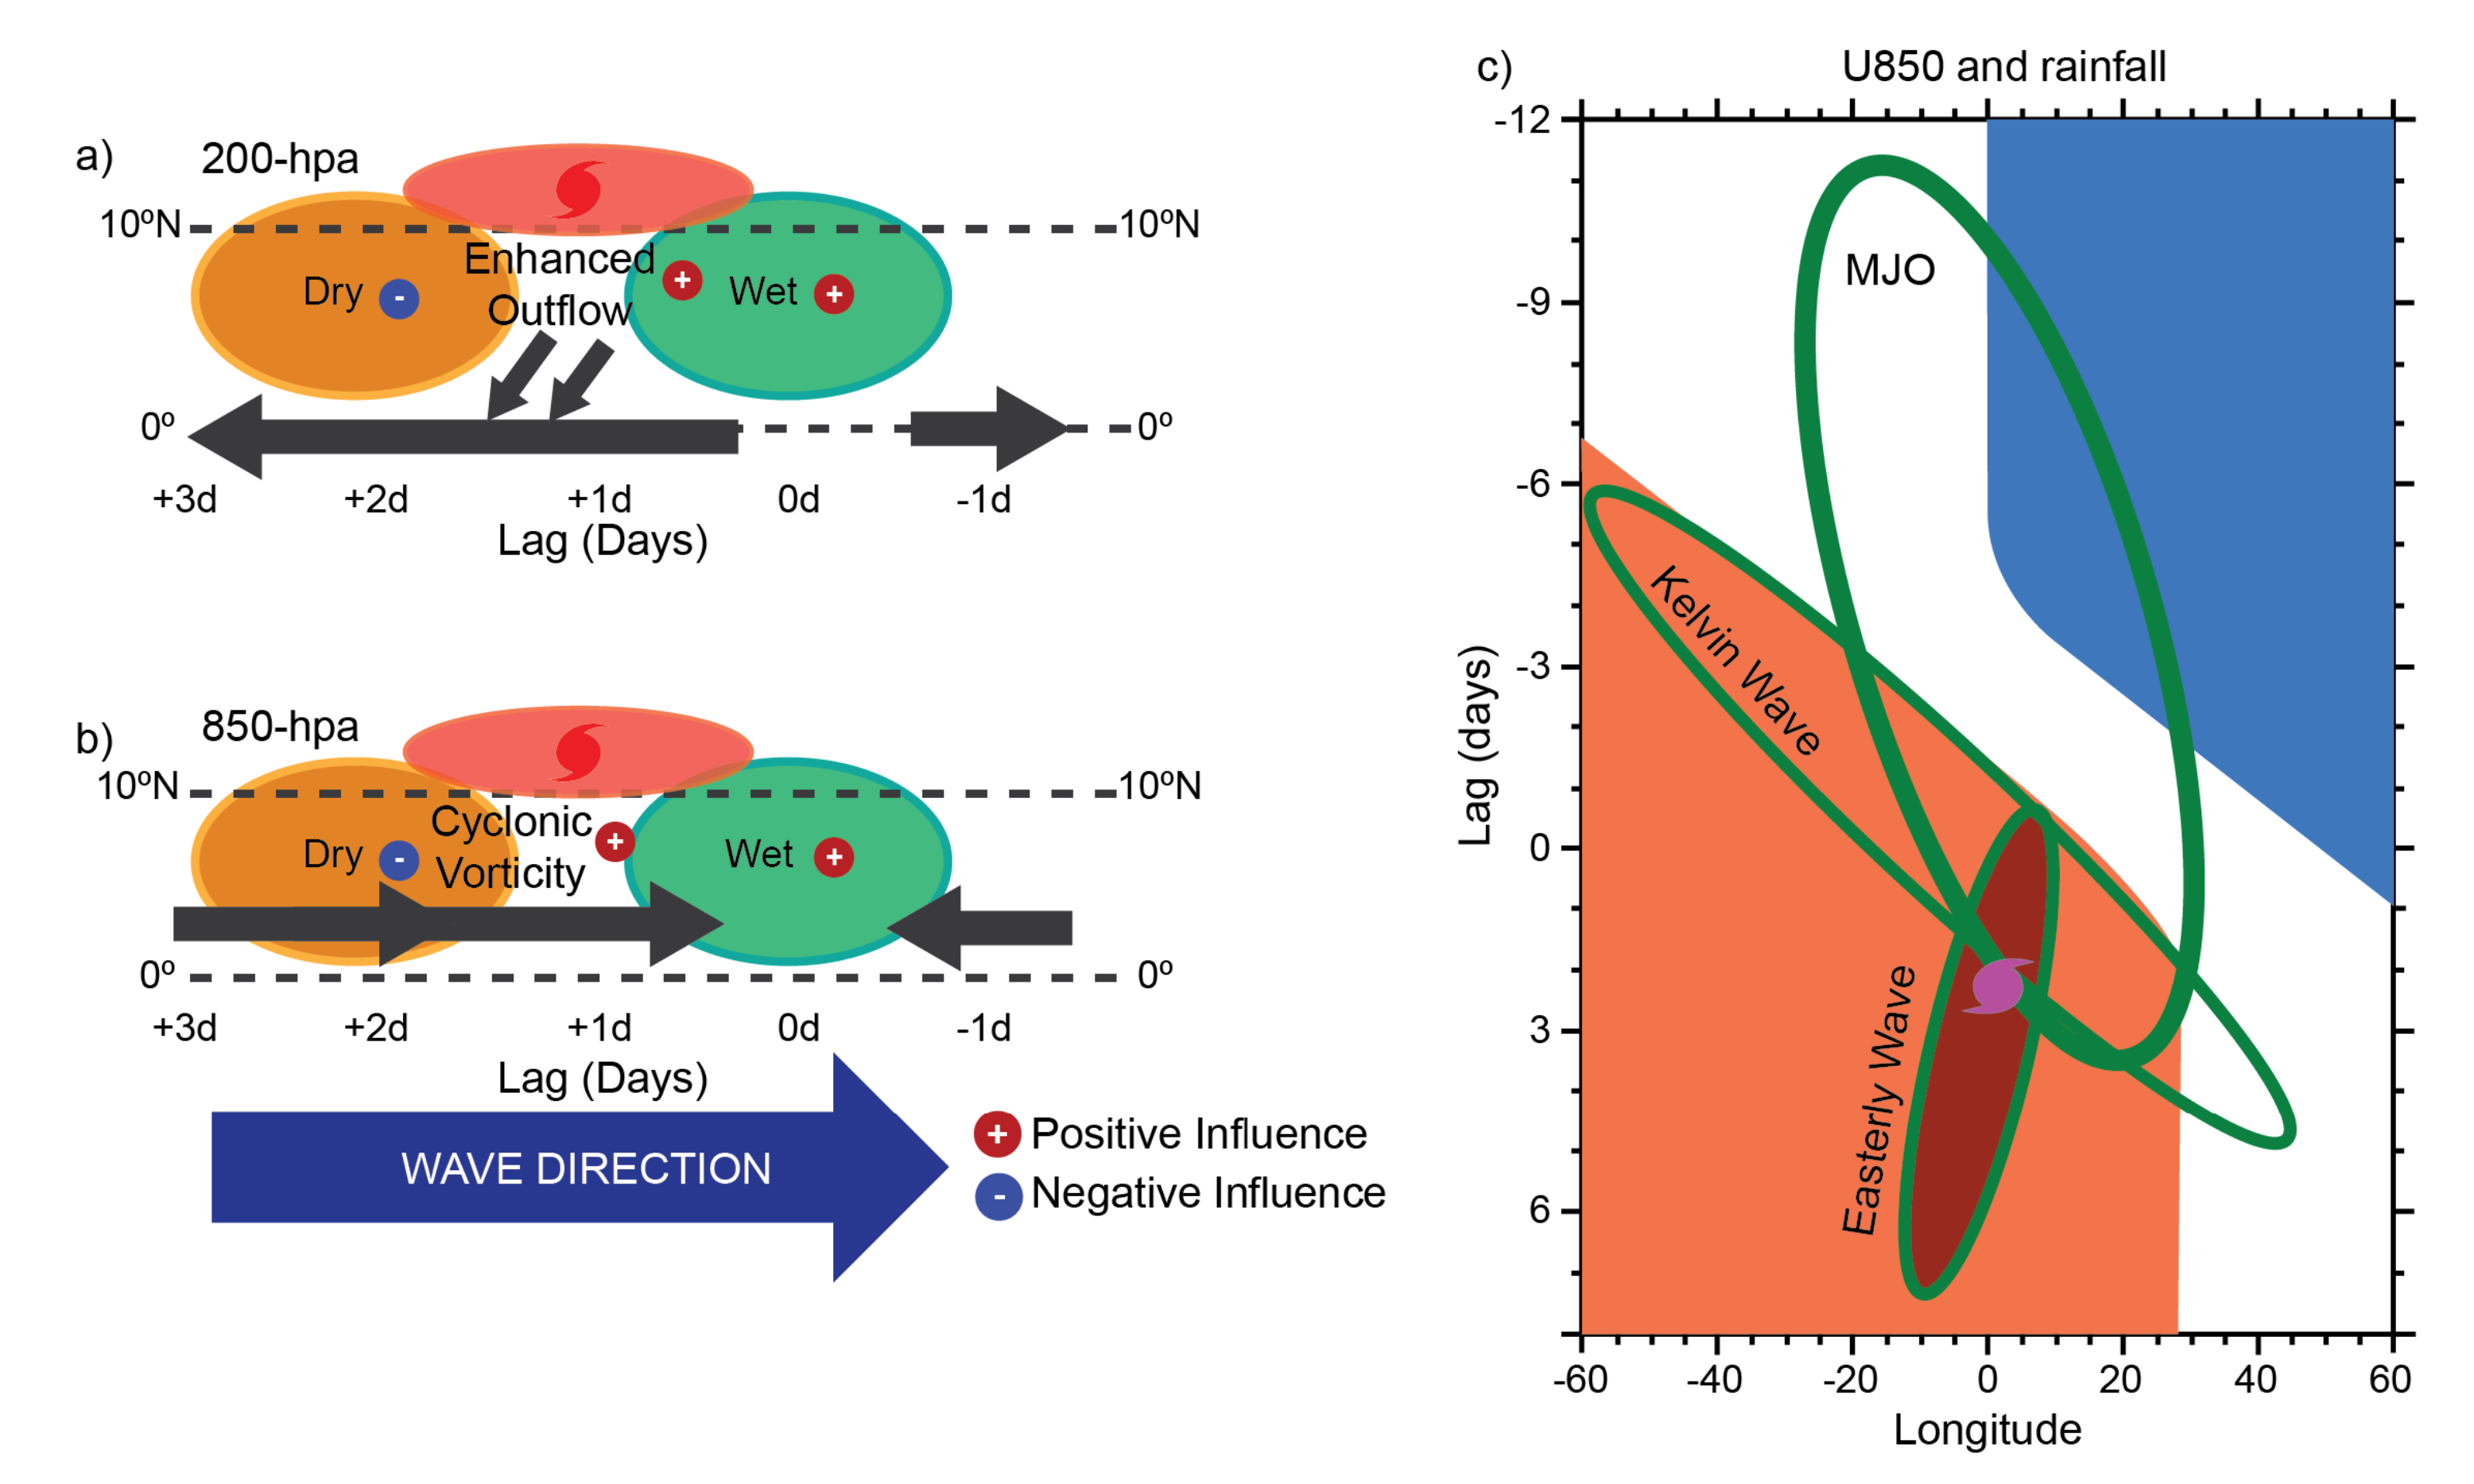 a)
200-hpa
10ºN
10ºN
Enhanced
Outflow
Dry
-
+
Wet
+
0º
0º
+3d
+2d
+1d
0d
-1d
Lag (Days)
b)
850-hpa
10ºN
10ºN
Cyclonic
Vorticity
Dry
-
+
Wet
+
0º
0º
+3d
+2d
+1d
0d
-1d
Lag (Days)
WAVE DIRECTION
+ Positive Influence
- Negative Influence
c)
U850 and rainfall
-12
-9
-6
-3
0
3
6
Lag (days)
MJO
Kelvin Wave
Easterly Wave
-60
-40
-20
0
20
40
60
Longitude